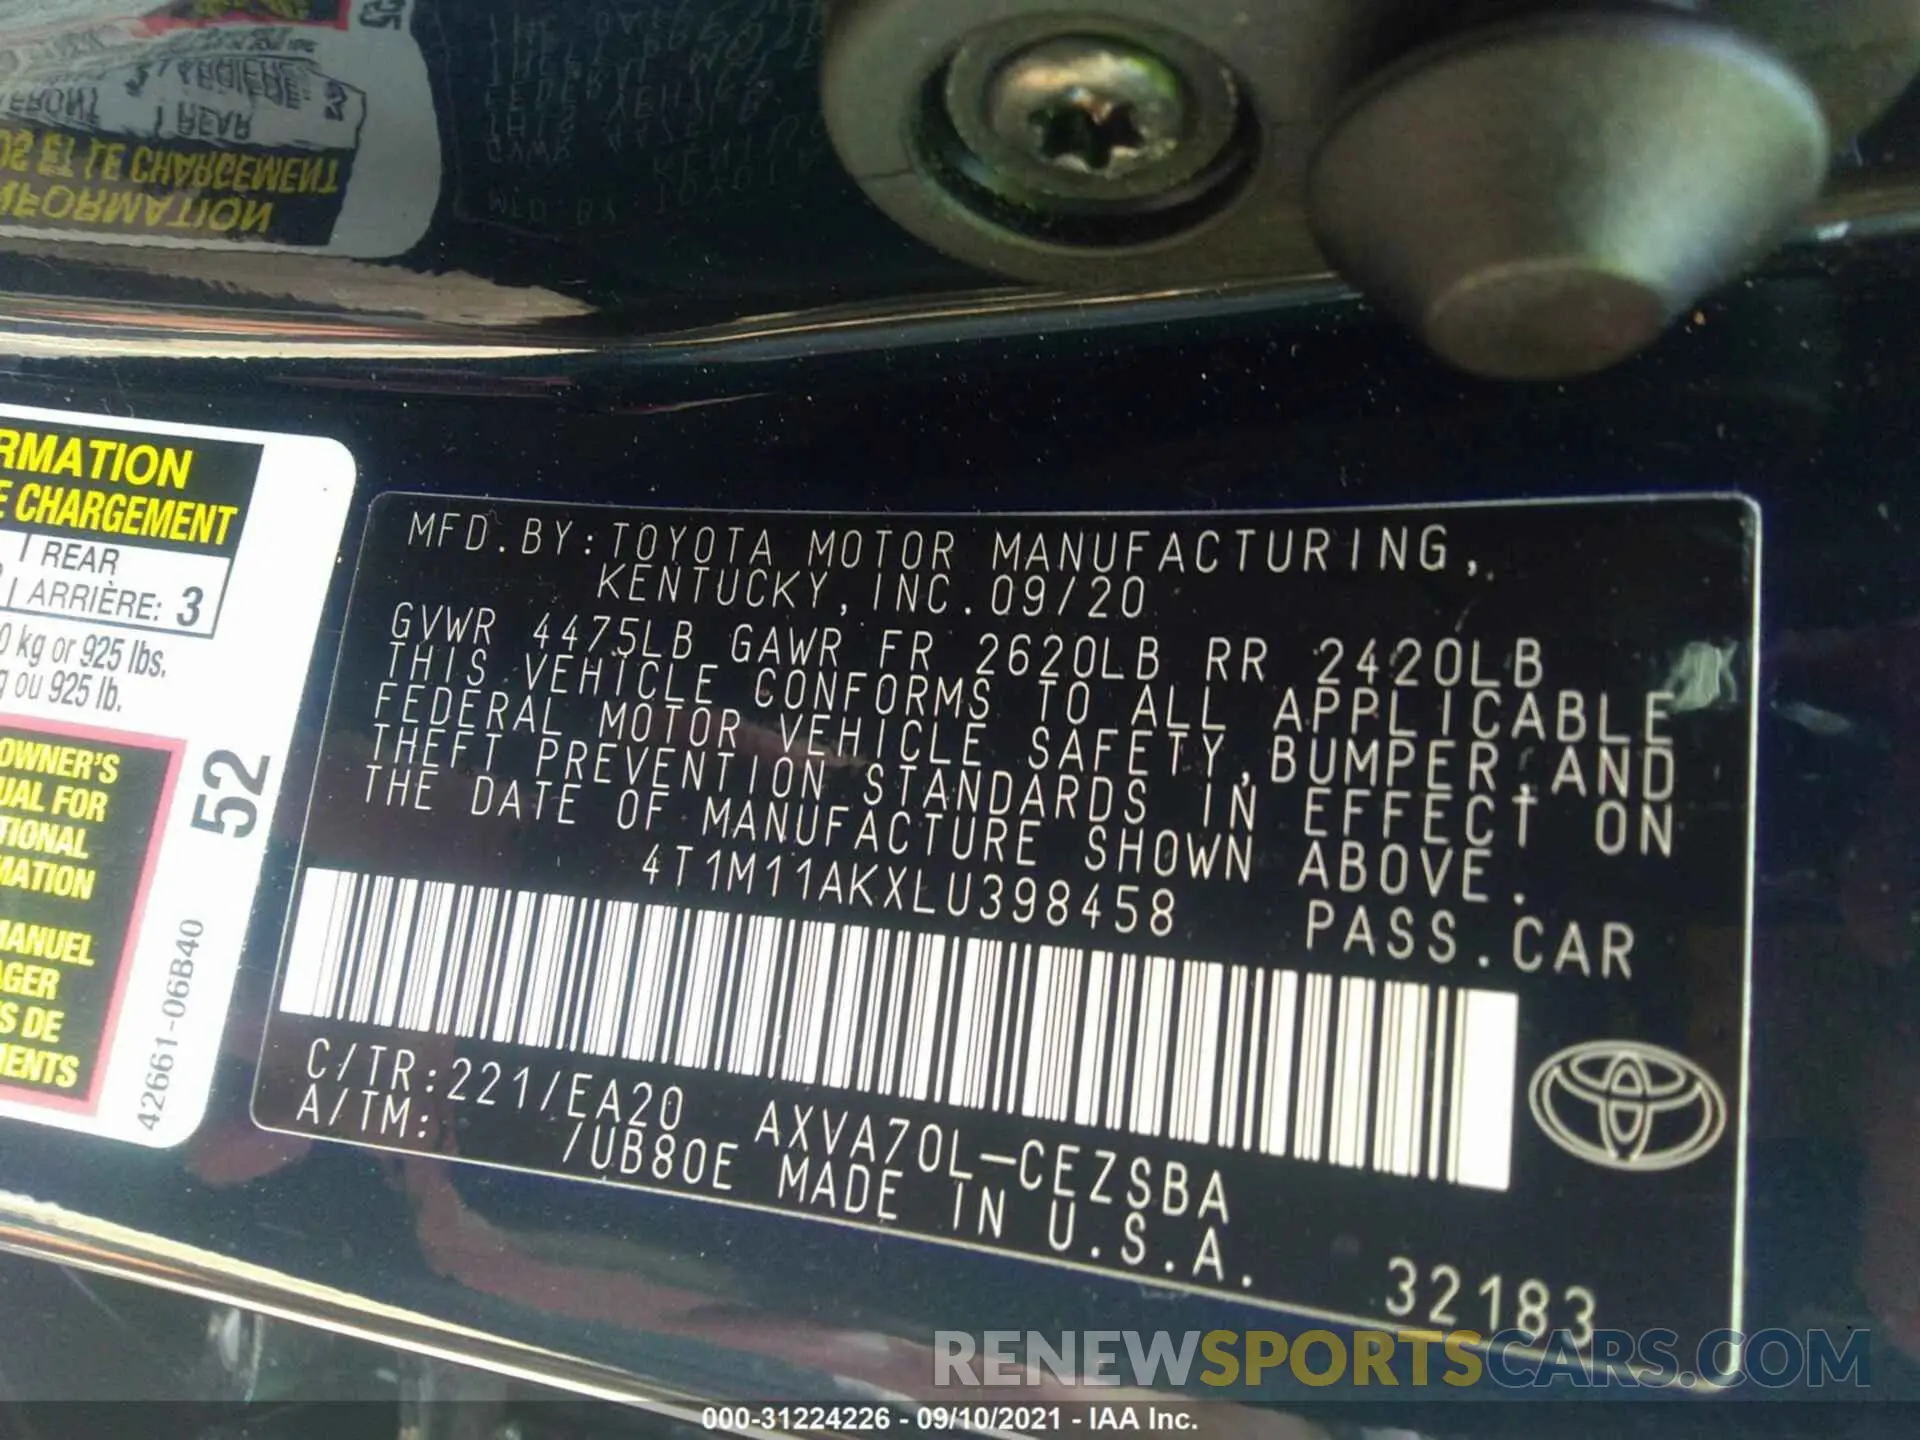 RMATION
E CHARGEMENT
REAR
ARRIÈRE: 3
0 kg or 925 lbs.
g ou 925 lb.
OWNER'S
UAL FOR
TIONAL
MATION
MANUEL
AGER
S DE
MENTS
52
42661-06B40
MFD.BY:TOYOTA MOTOR MANUFACTURING,
KENTUCKY,INC.09/20
GVWR 4475LB GAWR FR 2620LB RR 2420LB
THIS VEHICLE CONFORMS TO ALL APPLICABLE
FEDERAL MOTOR VEHICLE SAFETY,BUMPER,AND
THEFT PREVENTION STANDARDS IN EFFECT ON
THE DATE OF MANUFACTURE SHOWN ABOVE.
4T1M11AKXLU398458 PASS.CAR
C/TR:221/EA20 AXVA70L-CEZSBA
A/TM: /UB80E MADE IN U.S.A.
32183
RENEWSPORTSCARS.COM
000-31224226 - 09/10/2021 - IAA Inc.